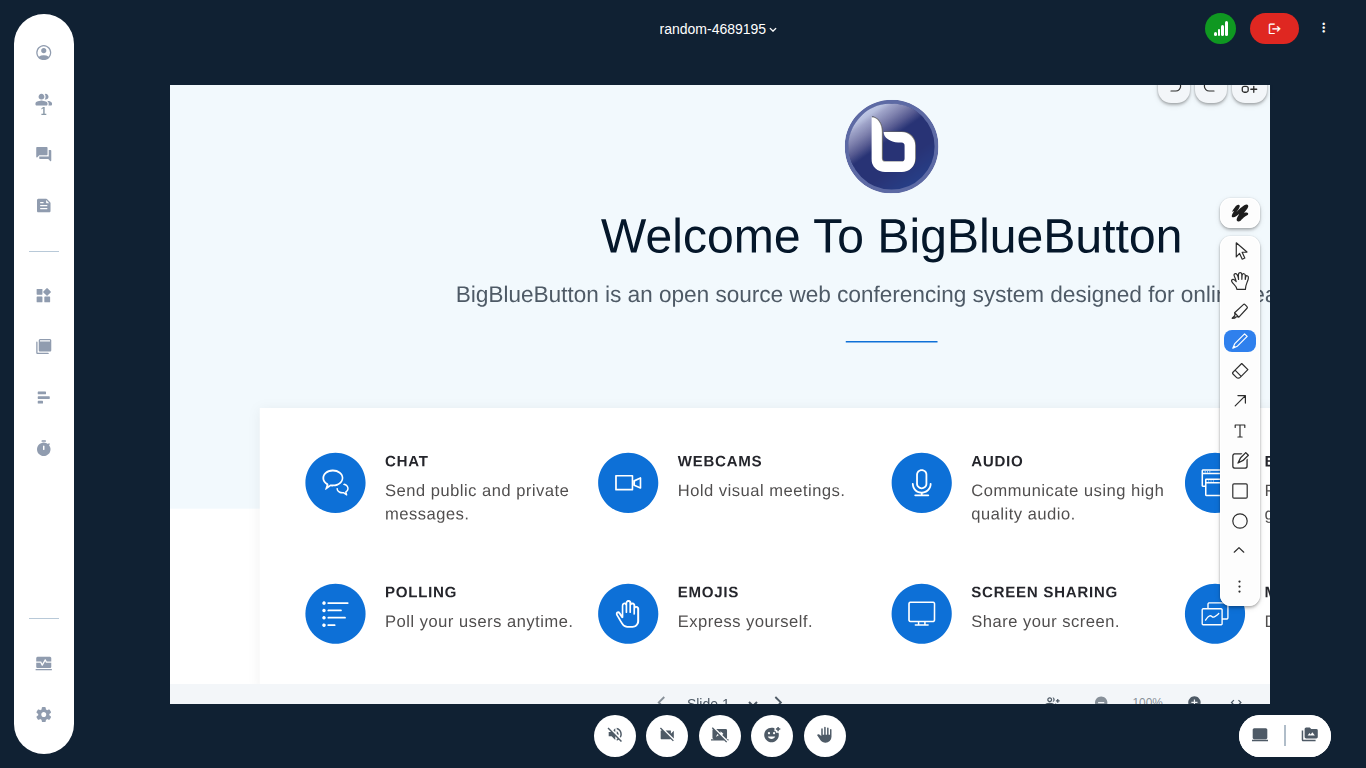 random-4689195
1
Welcome To BigBlueButton
BigBlueButton is an open source web conferencing system designed for
CHAT
Send public and private
messages.
WEBCAMS
Hold visual meetings.
AUDIO
Communicate using high
quality audio.
POLLING
Poll your users anytime.
EMOJIS
Express yourself.
SCREEN SHARING
Share your screen.
Slide 1
100%